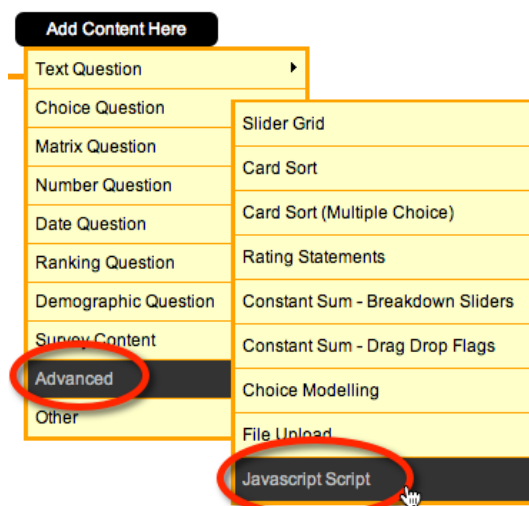 Add Content Here
Text Question
Choice Question
Matrix Question
Number Question
Date Question
Ranking Question
Demographic Question
Survey Content
Advanced
Other
Slider Grid
Card Sort
Card Sort (Multiple Choice)
Rating Statements
Constant Sum - Breakdown Sliders
Constant Sum - Drag Drop Flags
Choice Modelling
File Upload
Javascript Script